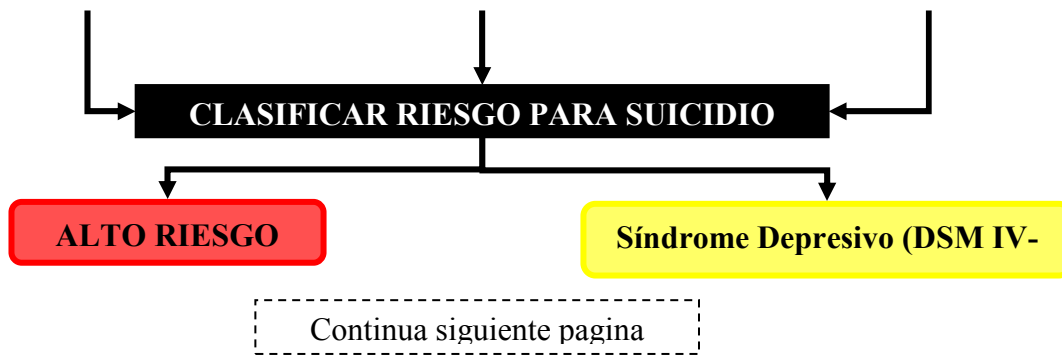 CLASIFICAR RIESGO PARA SUICIDIO
ALTO RIESGO
Síndrome Depresivo (DSM IV-
Continua siguiente pagina